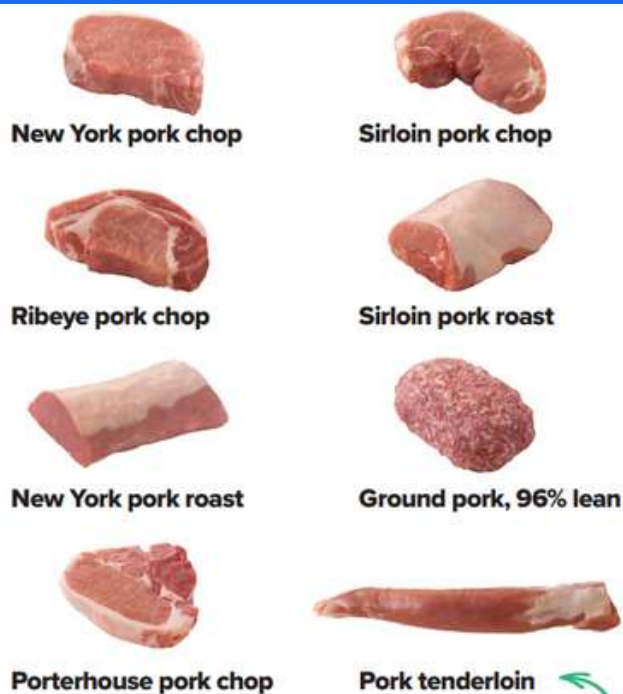 New York pork chop
Sirloin pork chop
Ribeye pork chop
Sirloin pork roast
New York pork roast
Ground pork, 96% lean
Porterhouse pork chop
Pork tenderloin